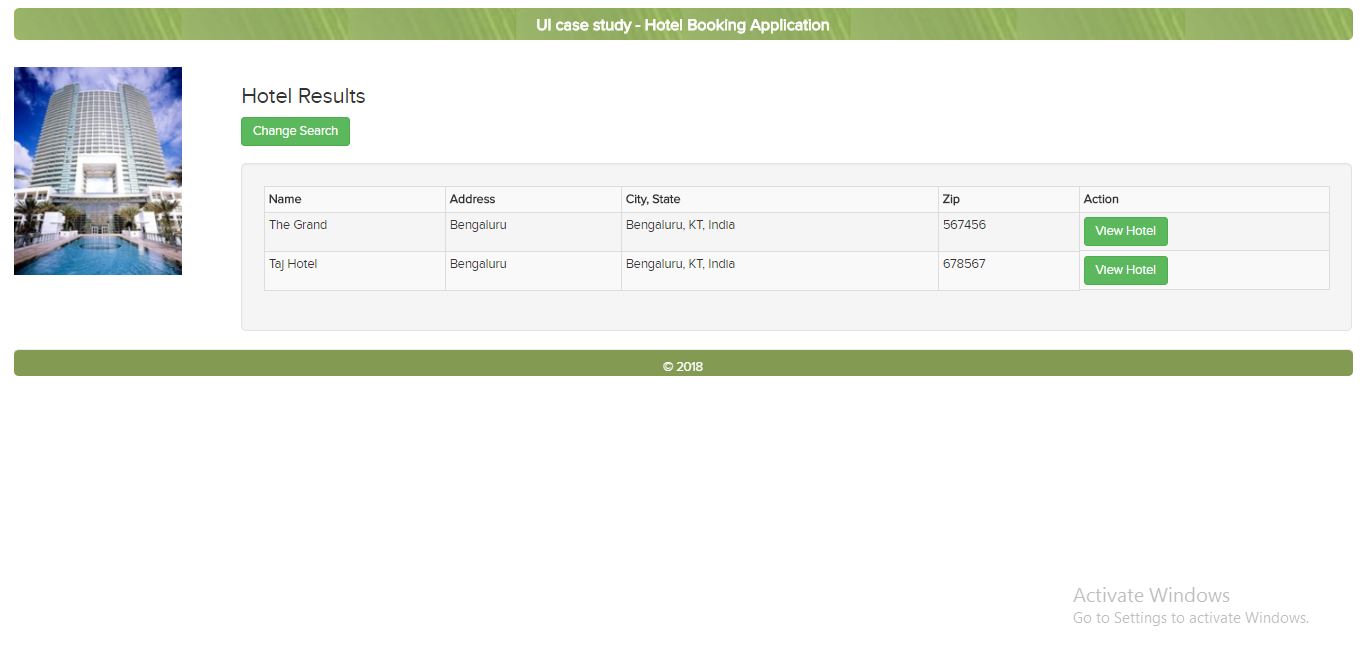 UI case study - Hotel Booking Application
Hotel Results
Change Search
Name Address City, State Zip Action
The Grand Bengaluru Bengaluru, KT, India 567456 View Hotel
Taj Hotel Bengaluru Bengaluru, KT, India 678567 View Hotel
© 2018
Activate Windows
Go to Settings to activate Windows.